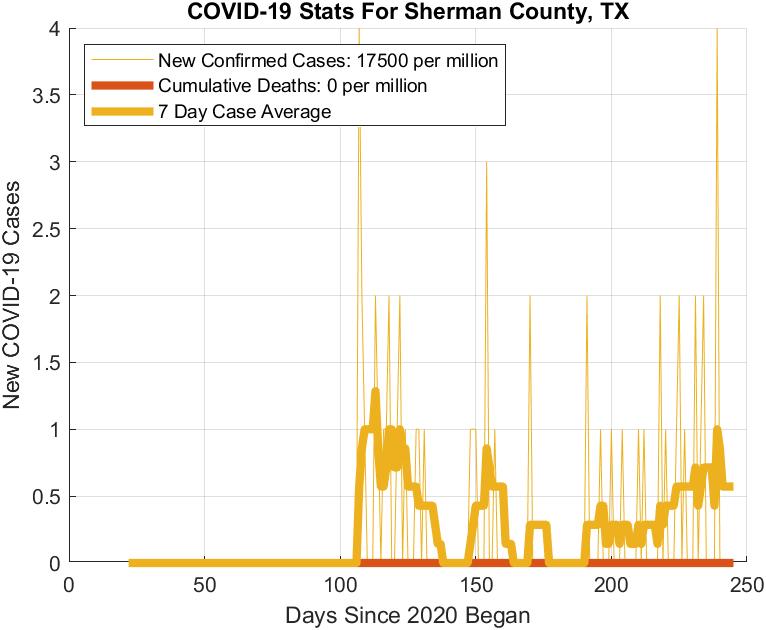 COVID-19 Stats For Sherman County, TX
New Confirmed Cases: 17500 per million
Cumulative Deaths: 0 per million
7 Day Case Average
New COVID-19 Cases
4
3.5
3
2.5
2
1.5
1
0.5
0
0 50 100 150 200 250
Days Since 2020 Began